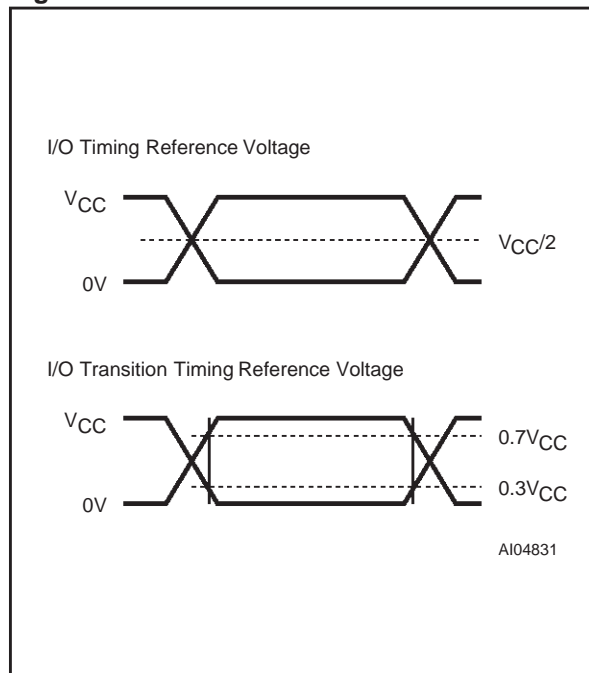 I/O Timing Reference Voltage
VCC
VCC/2
0V
I/O Transition Timing Reference Voltage
VCC
0.7VCC
0.3VCC
0V
AI04831